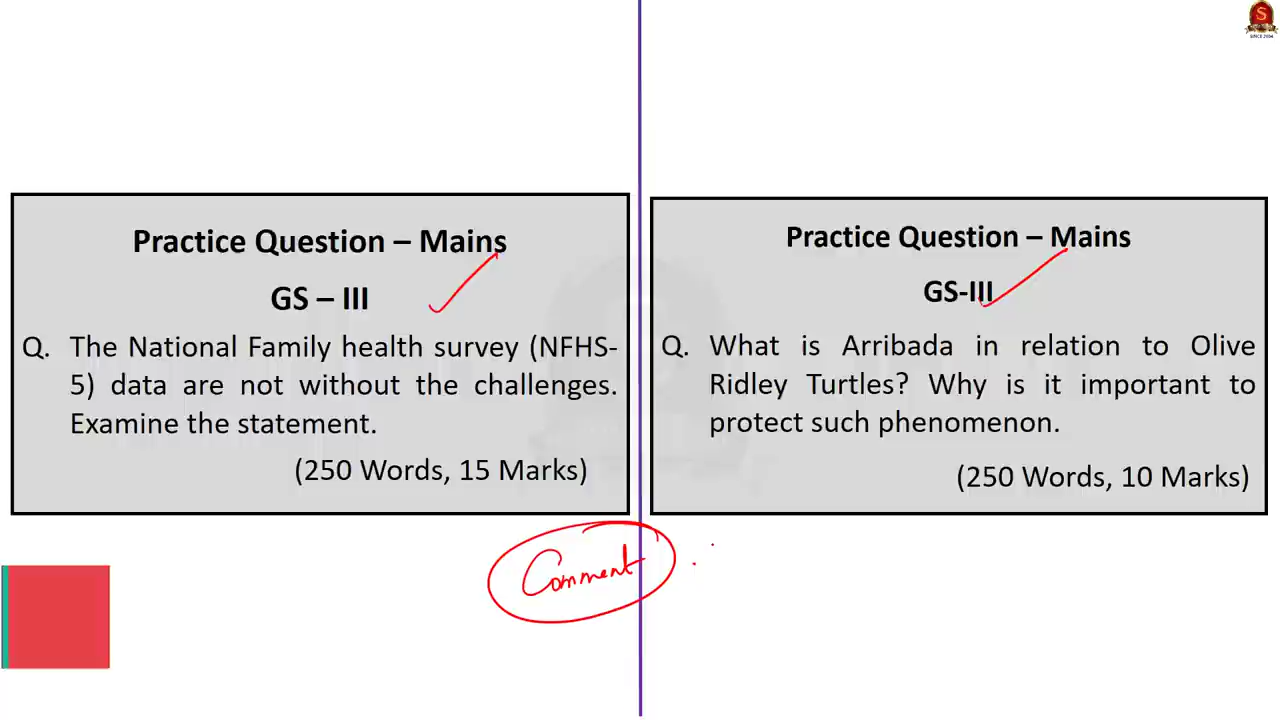 S
SINCE 2004
Practice Question – Mains
GS – III
Q. The National Family health survey (NFHS-
5) data are not without the challenges.
Examine the statement.
(250 Words, 15 Marks)
Practice Question – Mains
GS-III
Q. What is Arribada in relation to Olive
Ridley Turtles? Why is it important to
protect such phenomenon.
(250 Words, 10 Marks)
Comment